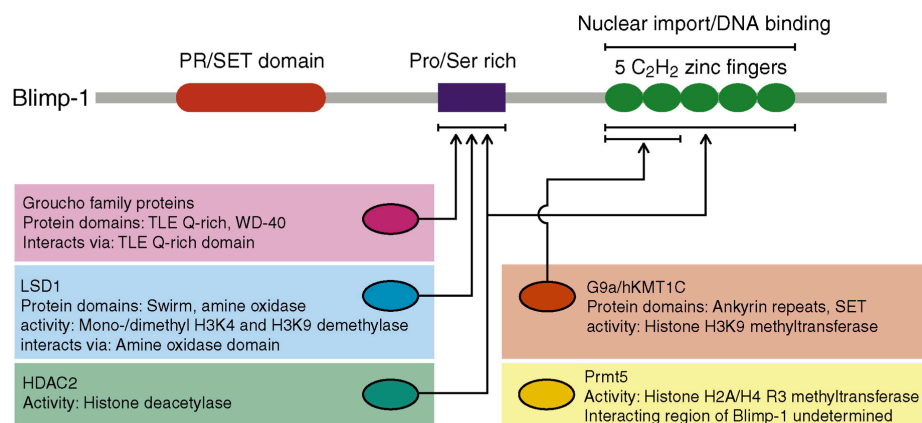 Nuclear import/DNA binding
PR/SET domain
Pro/Ser rich
5 C₂H₂ zinc fingers
Blimp-1
Groucho family proteins
Protein domains: TLE Q-rich, WD-40
Interacts via: TLE Q-rich domain
LSD1
Protein domains: Swirm, amine oxidase
activity: Mono-/dimethyl H3K4 and H3K9 demethylase
interacts via: Amine oxidase domain
HDAC2
Activity: Histone deacetylase
G9a/hKMT1C
Protein domains: Ankyrin repeats, SET
activity: Histone H3K9 methyltransferase
Prmt5
Activity: Histone H2A/H4 R3 methyltransferase
Interacting region of Blimp-1 undetermined